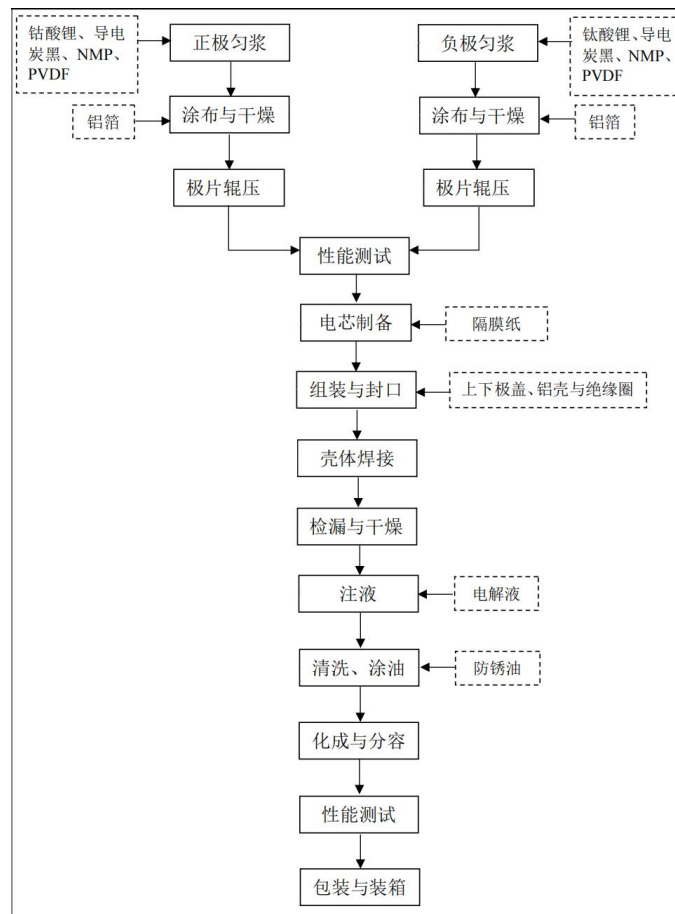 钴酸锂、导电
炭黑、NMP、
PVDF
正极匀浆
负极匀浆
钛酸锂、导电
炭黑、NMP、
PVDF
铝箔
涂布与干燥
涂布与干燥
铝箔
极片辊压
极片辊压
性能测试
电芯制备
隔膜纸
组装与封口
上下极盖、铝壳与绝缘圈
壳体焊接
检漏与干燥
注液
电解液
清洗、涂油
防锈油
化成与分容
性能测试
包装与装箱